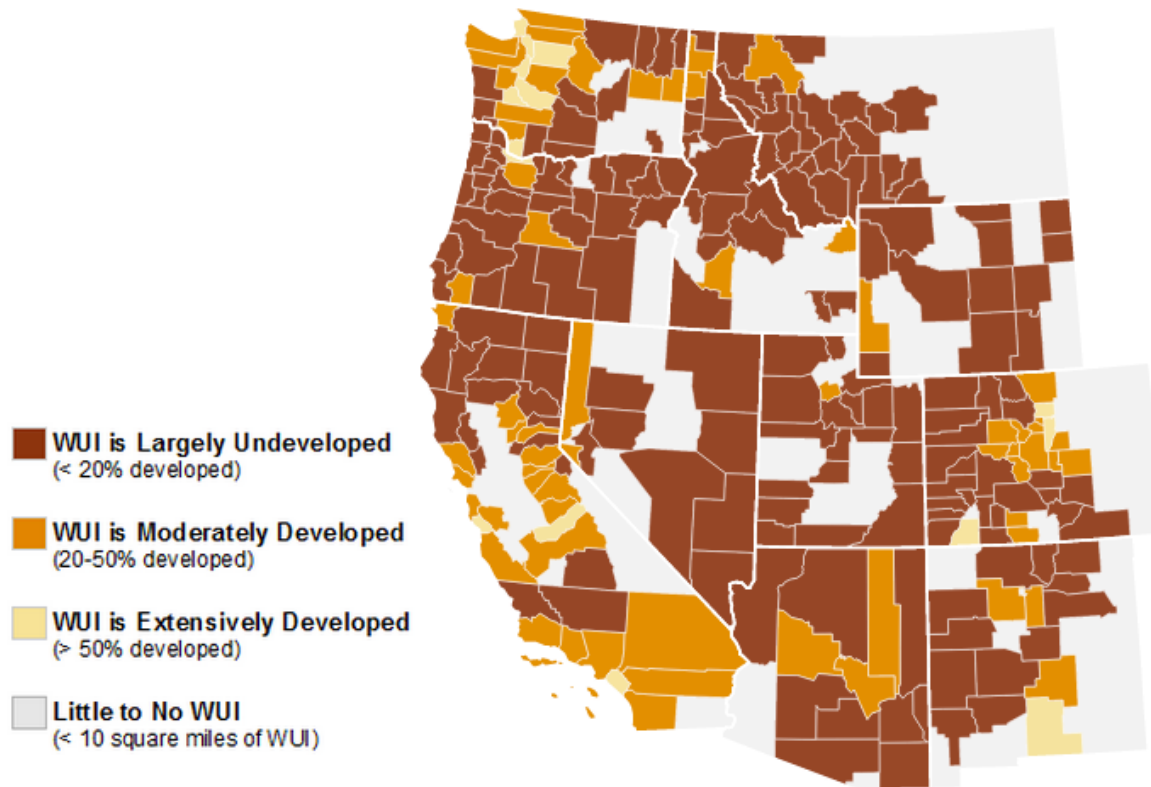 WUI is Largely Undeveloped
(< 20% developed)
WUI is Moderately Developed
(20-50% developed)
WUI is Extensively Developed
(> 50% developed)
Little to No WUI
(< 10 square miles of WUI)